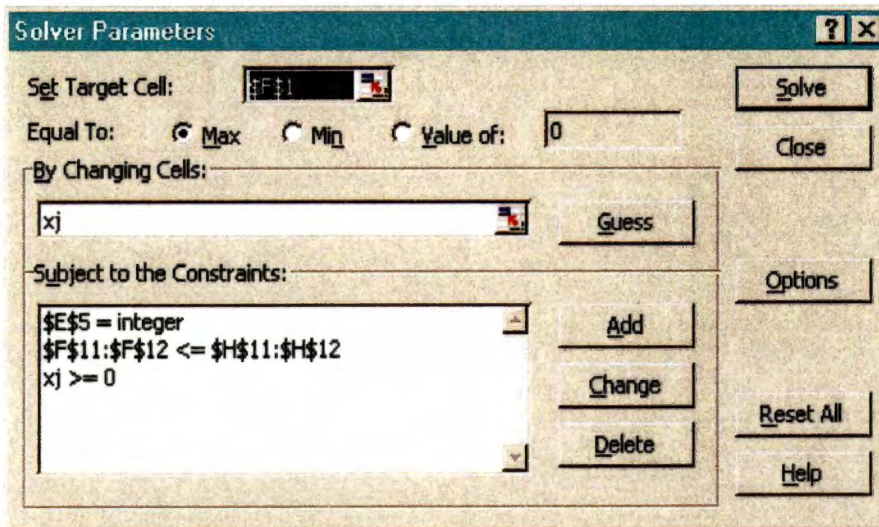 Solver Parameters
Set Target Cell: $F$1 Solve
Equal To: Max Min Value of: 0
Close
By Changing Cells:
xj Guess
Subject to the Constraints:
Options
$E$5 = integer Add
$F$11:$F$12 <= $H$11:$H$12
xj >= 0 Change
Reset All
Delete
Help